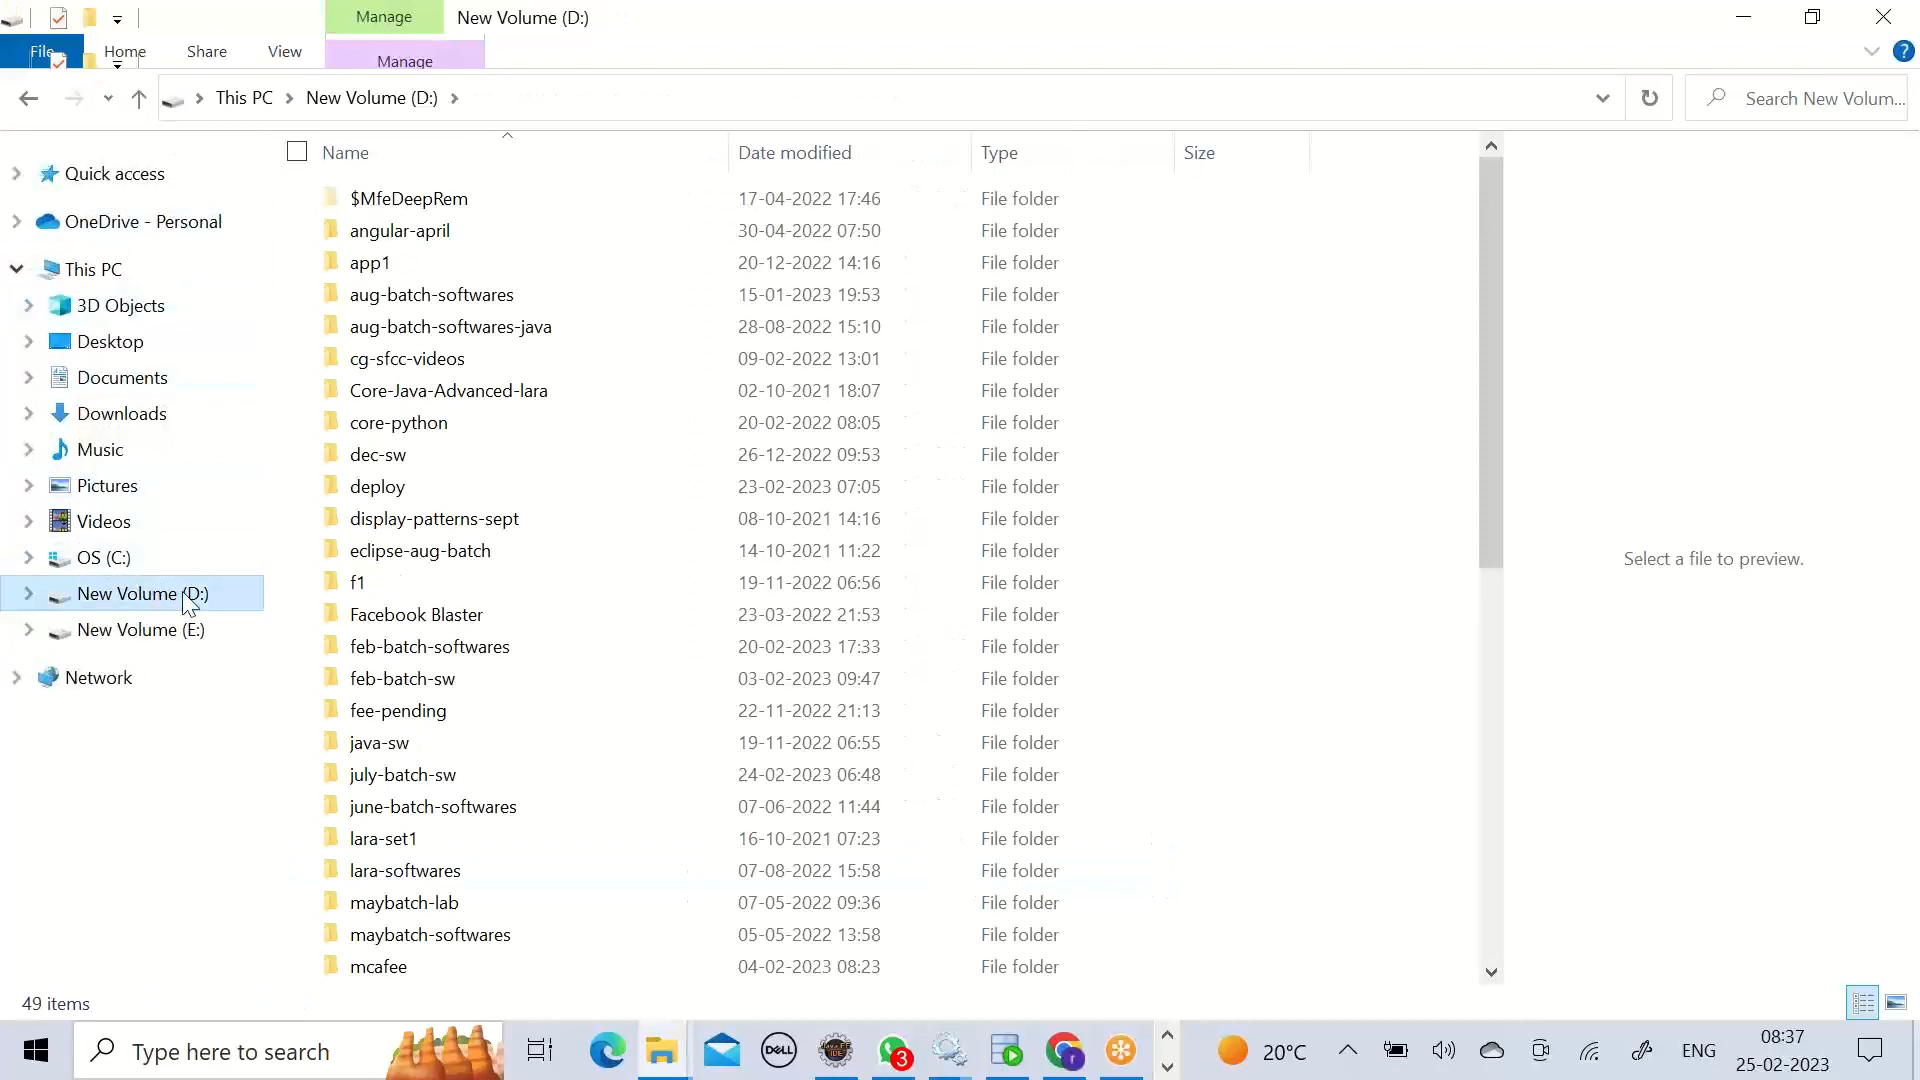 Manage New Volume (D:)
File Home Share View Manage
This PC New Volume (D:) Search New Volum...
Name Date modified Type Size
Quick access
OneDrive - Personal
This PC
3D Objects
Desktop
Documents
Downloads
Music
Pictures
Videos
OS (C:)
New Volume (D:)
New Volume (E:)
Network
$MfeDeepRem 17-04-2022 17:46 File folder
angular-april 30-04-2022 07:50 File folder
app1 20-12-2022 14:16 File folder
aug-batch-softwares 15-01-2023 19:53 File folder
aug-batch-softwares-java 28-08-2022 15:10 File folder
cg-sfcc-videos 09-02-2022 13:01 File folder
Core-Java-Advanced-lara 02-10-2021 18:07 File folder
core-python 20-02-2022 08:05 File folder
dec-sw 26-12-2022 09:53 File folder
deploy 23-02-2023 07:05 File folder
display-patterns-sept 08-10-2021 14:16 File folder
eclipse-aug-batch 14-10-2021 11:22 File folder
f1 19-11-2022 06:56 File folder
Facebook Blaster 23-03-2022 21:53 File folder
feb-batch-softwares 20-02-2023 17:33 File folder
feb-batch-sw 03-02-2023 09:47 File folder
fee-pending 22-11-2022 21:13 File folder
java-sw 19-11-2022 06:55 File folder
july-batch-sw 24-02-2023 06:48 File folder
june-batch-softwares 07-06-2022 11:44 File folder
lara-set1 16-10-2021 07:23 File folder
lara-softwares 07-08-2022 15:58 File folder
maybatch-lab 07-05-2022 09:36 File folder
maybatch-softwares 05-05-2022 13:58 File folder
mcafee 04-02-2023 08:23 File folder
Select a file to preview.
49 items
Type here to search DELL 3 20°C ENG 08:37
25-02-2023